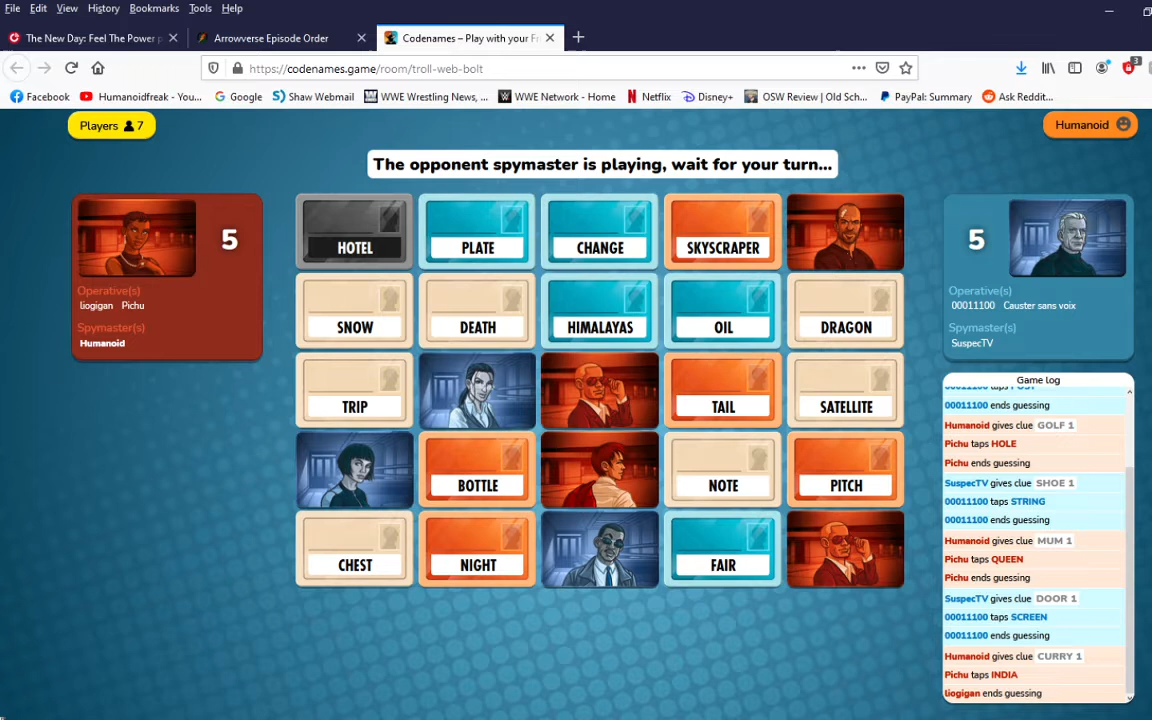 File Edit View History Bookmarks Tools Help
The New Day: Feel The Power p
Arrowverse Episode Order
Codenames – Play with your Fr
https://codenames.game/room/troll-web-bolt
3
Facebook Humanoidfreak - You... Google Shaw Webmail WWE Wrestling News, ... WWE Network - Home Netflix Disney+ OSW Review | Old Sch... PayPal: Summary Ask Reddit...
Players 7
Humanoid
The opponent spymaster is playing, wait for your turn...
5
Operative(s)
liogigan Pichu
Spymaster(s)
Humanoid
HOTEL PLATE CHANGE SKYSCRAPER
SNOW DEATH HIMALAYAS OIL DRAGON
TRIP TAIL SATELLITE
BOTTLE NOTE PITCH
CHEST NIGHT FAIR
5
Operative(s)
00011100 Causter sans voix
Spymaster(s)
SuspecTV
Game log
00011100 taps POST
00011100 ends guessing
Humanoid gives clue GOLF 1
Pichu taps HOLE
Pichu ends guessing
SuspecTV gives clue SHOE 1
00011100 taps STRING
00011100 ends guessing
Humanoid gives clue MUM 1
Pichu taps QUEEN
Pichu ends guessing
SuspecTV gives clue DOOR 1
00011100 taps SCREEN
00011100 ends guessing
Humanoid gives clue CURRY 1
Pichu taps INDIA
liogigan ends guessing